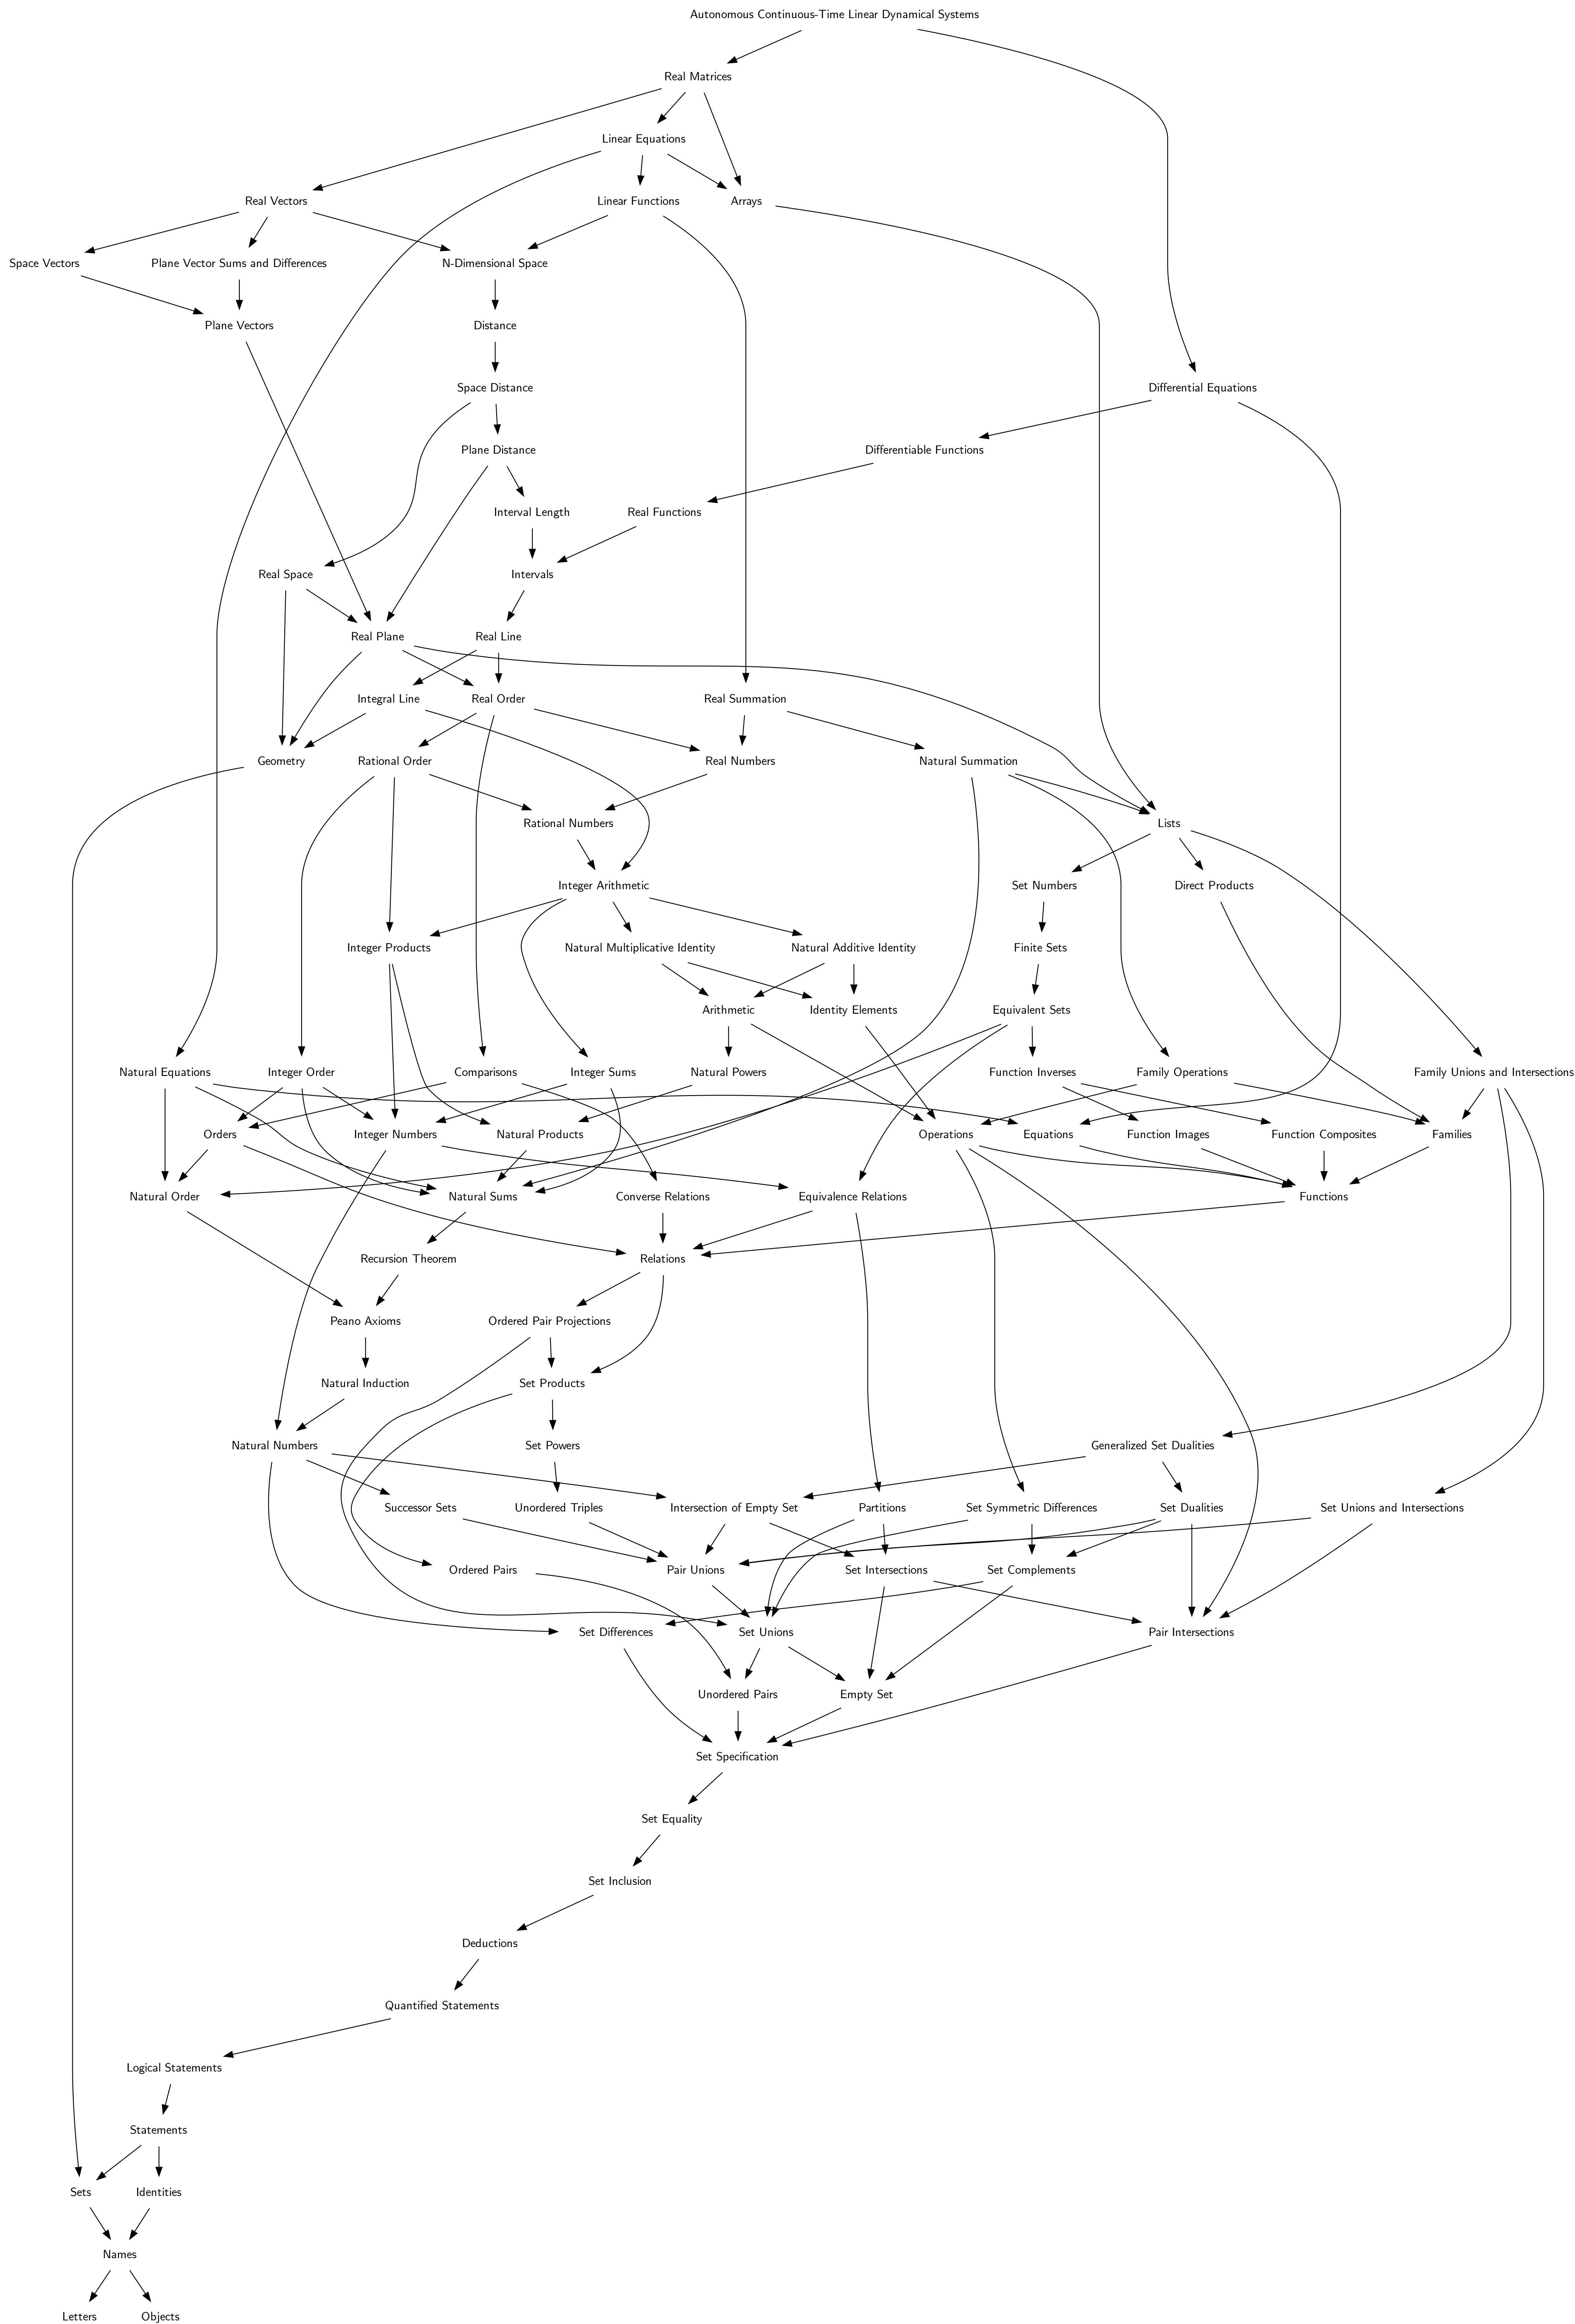 Autonomous Continuous-Time Linear Dynamical Systems
Real Matrices
Linear Equations
Real Vectors
Linear Functions
Arrays
Space Vectors
Plane Vector Sums and Differences
N-Dimensional Space
Plane Vectors
Distance
Space Distance
Differential Equations
Plane Distance
Differentiable Functions
Interval Length
Real Functions
Real Space
Intervals
Real Plane
Real Line
Integral Line
Real Order
Real Summation
Geometry
Rational Order
Real Numbers
Natural Summation
Rational Numbers
Lists
Integer Arithmetic
Set Numbers
Direct Products
Integer Products
Natural Multiplicative Identity
Natural Additive Identity
Finite Sets
Arithmetic
Identity Elements
Equivalent Sets
Natural Equations
Integer Order
Comparisons
Integer Sums
Natural Powers
Function Inverses
Family Operations
Family Unions and Intersections
Orders
Integer Numbers
Natural Products
Operations
Equations
Function Images
Function Composites
Families
Natural Order
Natural Sums
Converse Relations
Equivalence Relations
Functions
Recursion Theorem
Relations
Peano Axioms
Ordered Pair Projections
Natural Induction
Set Products
Natural Numbers
Set Powers
Generalized Set Dualities
Successor Sets
Unordered Triples
Intersection of Empty Set
Partitions
Set Symmetric Differences
Set Dualities
Set Unions and Intersections
Ordered Pairs
Pair Unions
Set Intersections
Set Complements
Set Differences
Set Unions
Pair Intersections
Unordered Pairs
Empty Set
Set Specification
Set Equality
Set Inclusion
Deductions
Quantified Statements
Logical Statements
Statements
Sets
Identities
Names
Letters
Objects